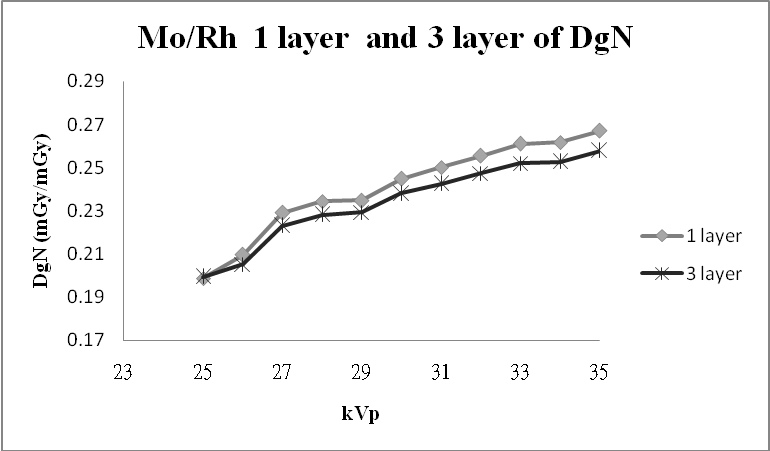 Mo/Rh 1 layer and 3 layer of DgN
0.29
0.27
0.25
0.23
0.21
0.19
0.17
DgN (mGy/mGy)
23 25 27 29 31 33 35
kVp
1 layer
3 layer